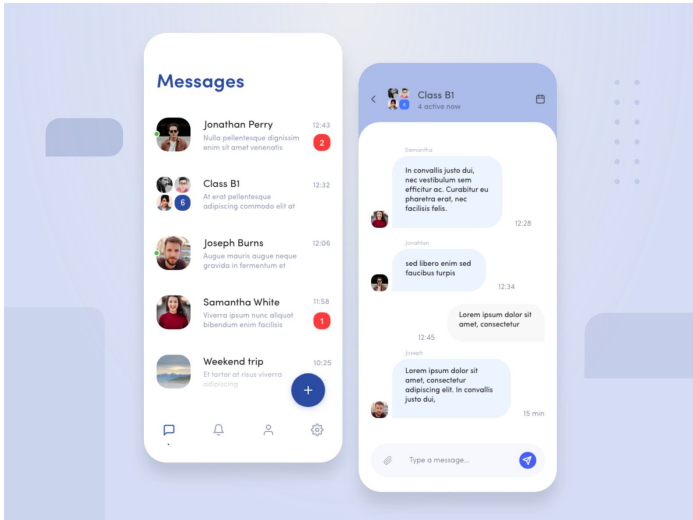 Messages
Jonathan Perry
12:43
Nulla pellentesque dignissim
enim sit amet venenatis
2
Class B1
12:32
At erat pellentesque
adipiscing commodo elit at
6
Joseph Burns
12:06
Augue mauris augue neque
gravida in fermentum et
Samantha White
11:58
Viverra ipsum nunc aliquot
bibendum enim facilisis
1
Weekend trip
10:25
Et tortor at risus viverra
adipiscing
+
Class B1
4 active now
Samantha
In convallis justo dui,
nec vestibulum sem
efficitur ac. Curabitur eu
pharetra erat, nec
facilisis felis.
12:28
Jonahtan
sed libero enim sed
faucibus turpis
12:34
Lorem ipsum dolor sit
amet, consectetur
12:45
Joseph
Lorem ipsum dolor sit
amet, consectetur
adipiscing elit. In convallis
justo dui,
15 min
Type a message...